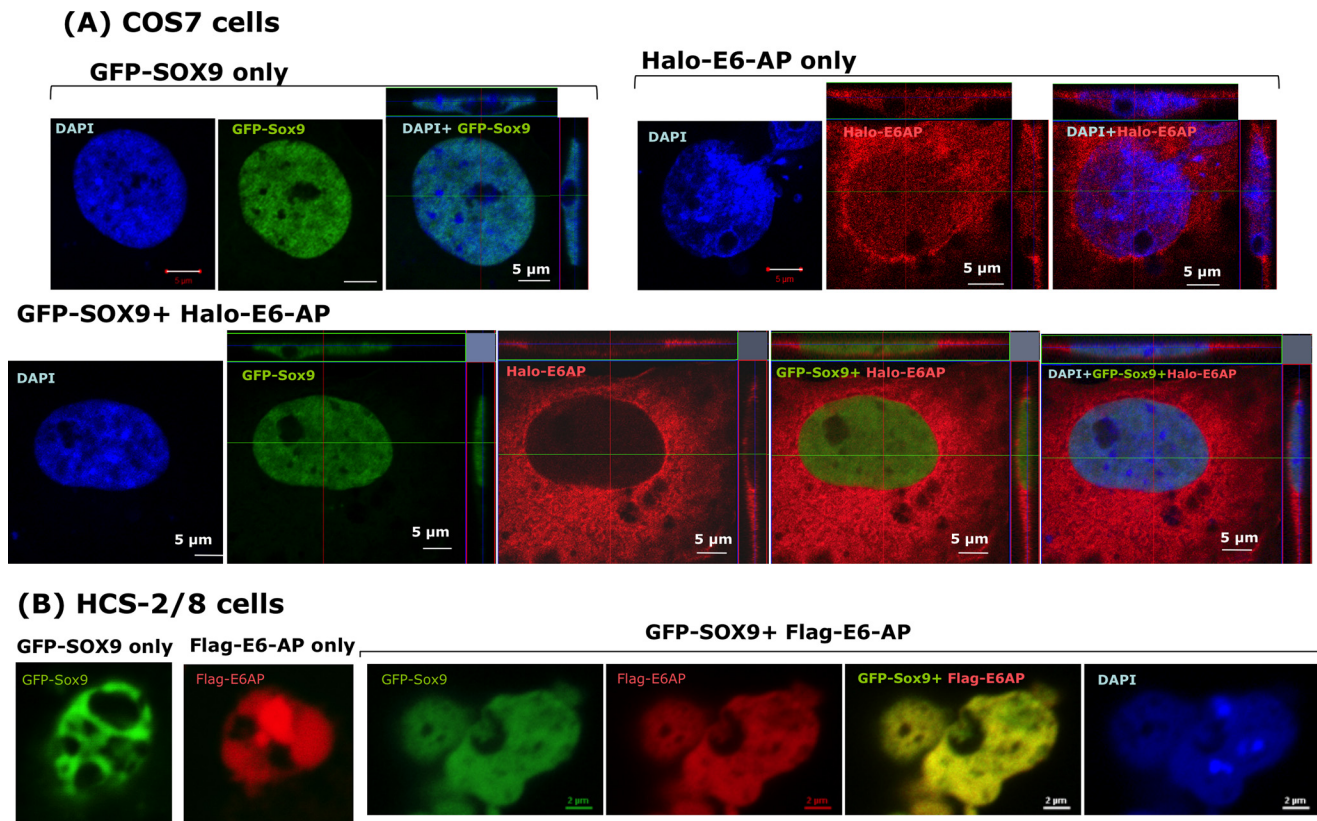 (A) COS7 cells
GFP-SOX9 only
Halo-E6-AP only
DAPI
GFP-Sox9
DAPI+ GFP-Sox9
DAPI
Halo-E6AP
DAPI+Halo-E6AP
5 µm
5 µm
5 µm
5 µm
GFP-SOX9+ Halo-E6-AP
DAPI
GFP-Sox9
Halo-E6AP
GFP-Sox9+ Halo-E6AP
DAPI+GFP-Sox9+Halo-E6AP
5 µm
5 µm
5 µm
5 µm
5 µm
(B) HCS-2/8 cells
GFP-SOX9 only
Flag-E6-AP only
GFP-SOX9+ Flag-E6-AP
GFP-Sox9
Flag-E6AP
GFP-Sox9
Flag-E6AP
GFP-Sox9+ Flag-E6AP
DAPI
2 µm
2 µm
2 µm
2 µm